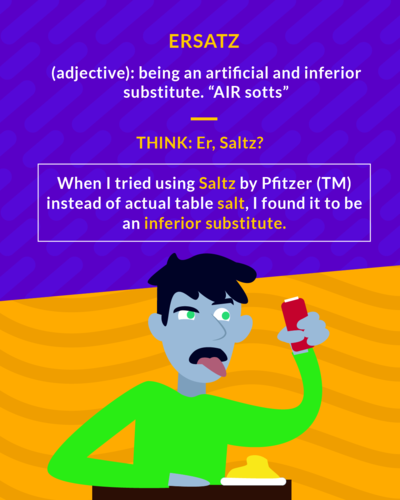 ERSATZ
(adjective): being an artificial and inferior
substitute. “AIR sotts”
THINK: Er, Saltz?
When I tried using Saltz by Pfitzer (TM)
instead of actual table salt, I found it to be
an inferior substitute.